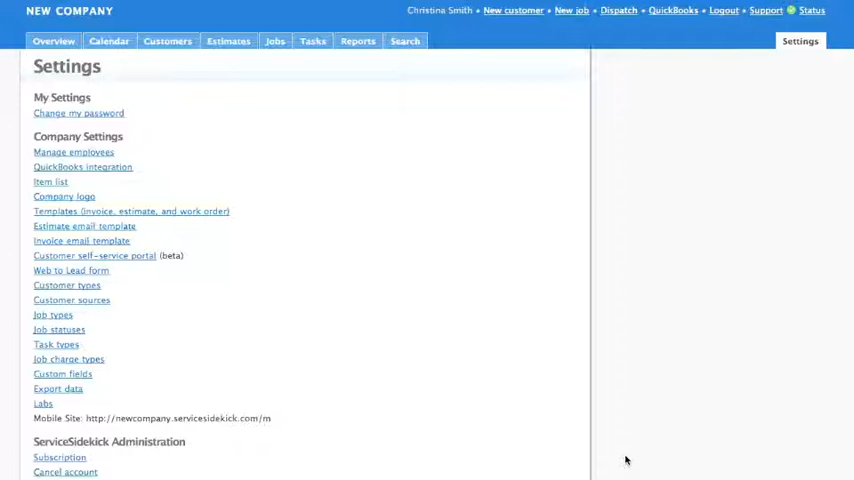 NEW COMPANY
Christina Smith • New customer • New job • Dispatch • QuickBooks • Logout • Support Status
Overview Calendar Customers Estimates Jobs Tasks Reports Search Settings
Settings
My Settings
Change my password
Company Settings
Manage employees
QuickBooks integration
Item list
Company logo
Templates (invoice, estimate, and work order)
Estimate email template
Invoice email template
Customer self-service portal (beta)
Web to Lead form
Customer types
Customer sources
Job types
Job statuses
Task types
Job charge types
Custom fields
Export data
Labs
Mobile Site: http://newcompany.servicesidekick.com/m
ServiceSidekick Administration
Subscription
Cancel account